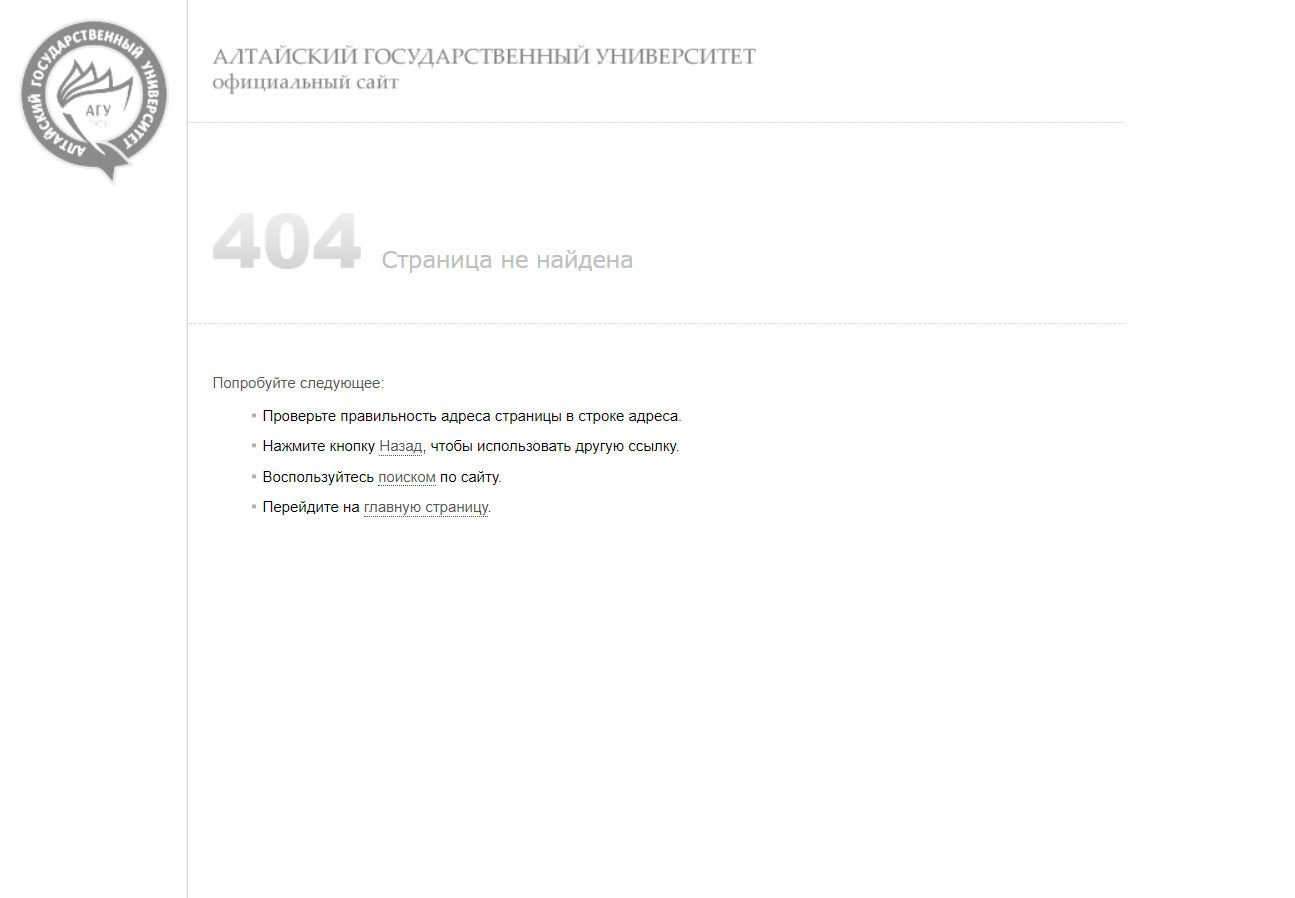 АЛТАЙСКИЙ ГОСУДАРСТВЕННЫЙ УНИВЕРСИТЕТ
АГУ
1973
АЛТАЙСКИЙ ГОСУДАРСТВЕННЫЙ УНИВЕРСИТЕТ
официальный сайт
404 Страница не найдена
Попробуйте следующее:
Проверьте правильность адреса страницы в строке адреса.
Нажмите кнопку Назад, чтобы использовать другую ссылку.
Воспользуйтесь поиском по сайту.
Перейдите на главную страницу.